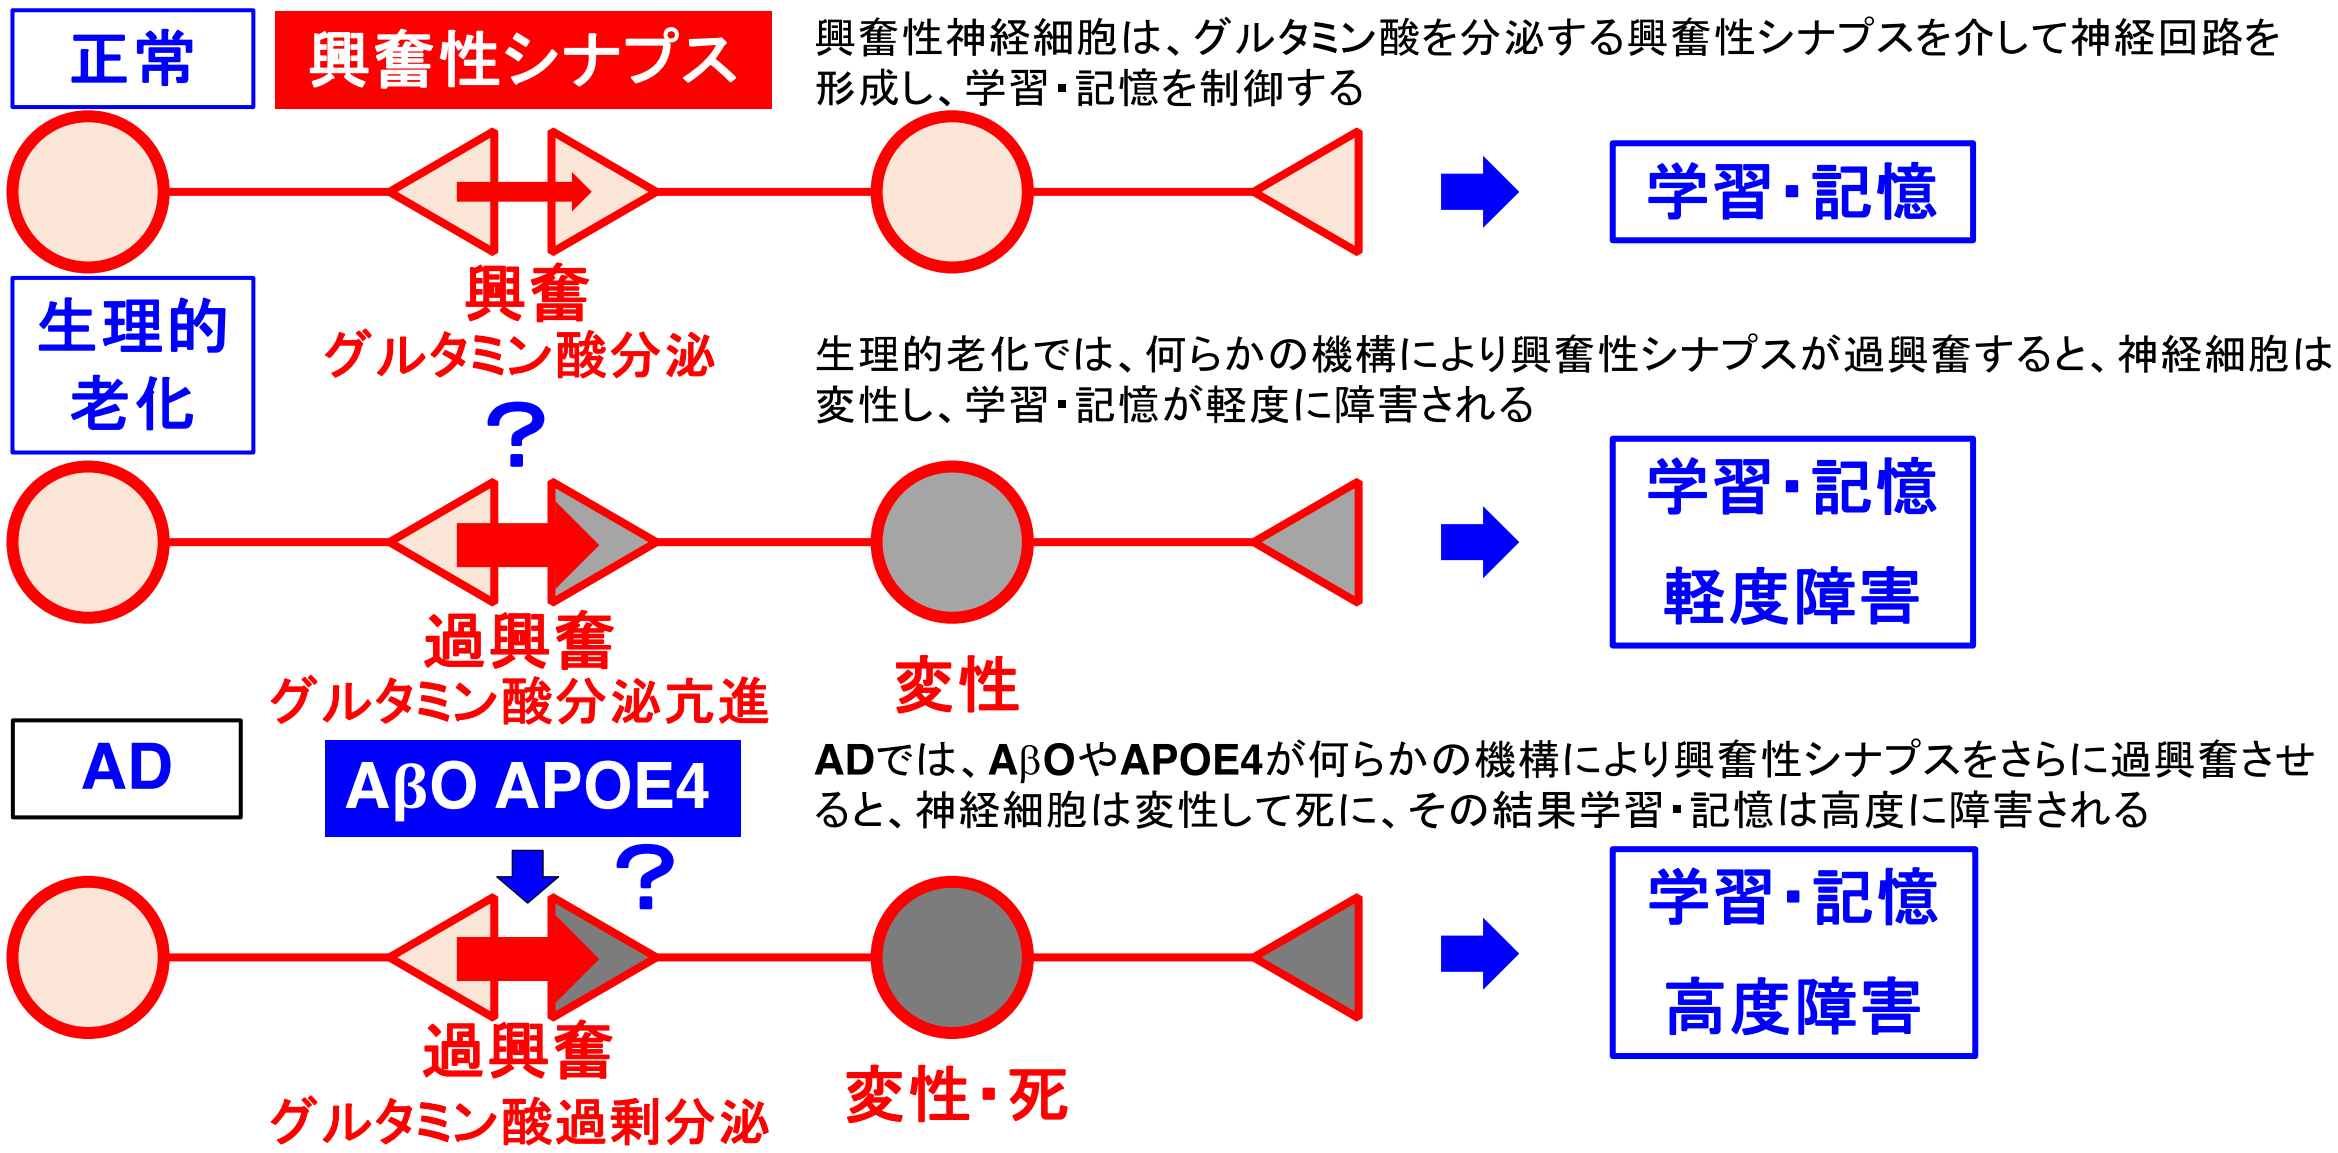 正常
興奮性シナプス
興奮性神経細胞は、グルタミン酸を分泌する興奮性シナプスを介して神経回路を
形成し、学習・記憶を制御する
学習・記憶
興奮
グルタミン酸分泌
生理的
老化
生理的老化では、何らかの機構により興奮性シナプスが過興奮すると、神経細胞は
変性し、学習・記憶が軽度に障害される
?
学習・記憶
軽度障害
過興奮
グルタミン酸分泌亢進
変性
AD
AβO APOE4
ADでは、AβOやAPOE4が何らかの機構により興奮性シナプスをさらに過興奮させ
ると、神経細胞は変性して死に、その結果学習・記憶は高度に障害される
?
学習・記憶
高度障害
過興奮
グルタミン酸過剰分泌
変性・死